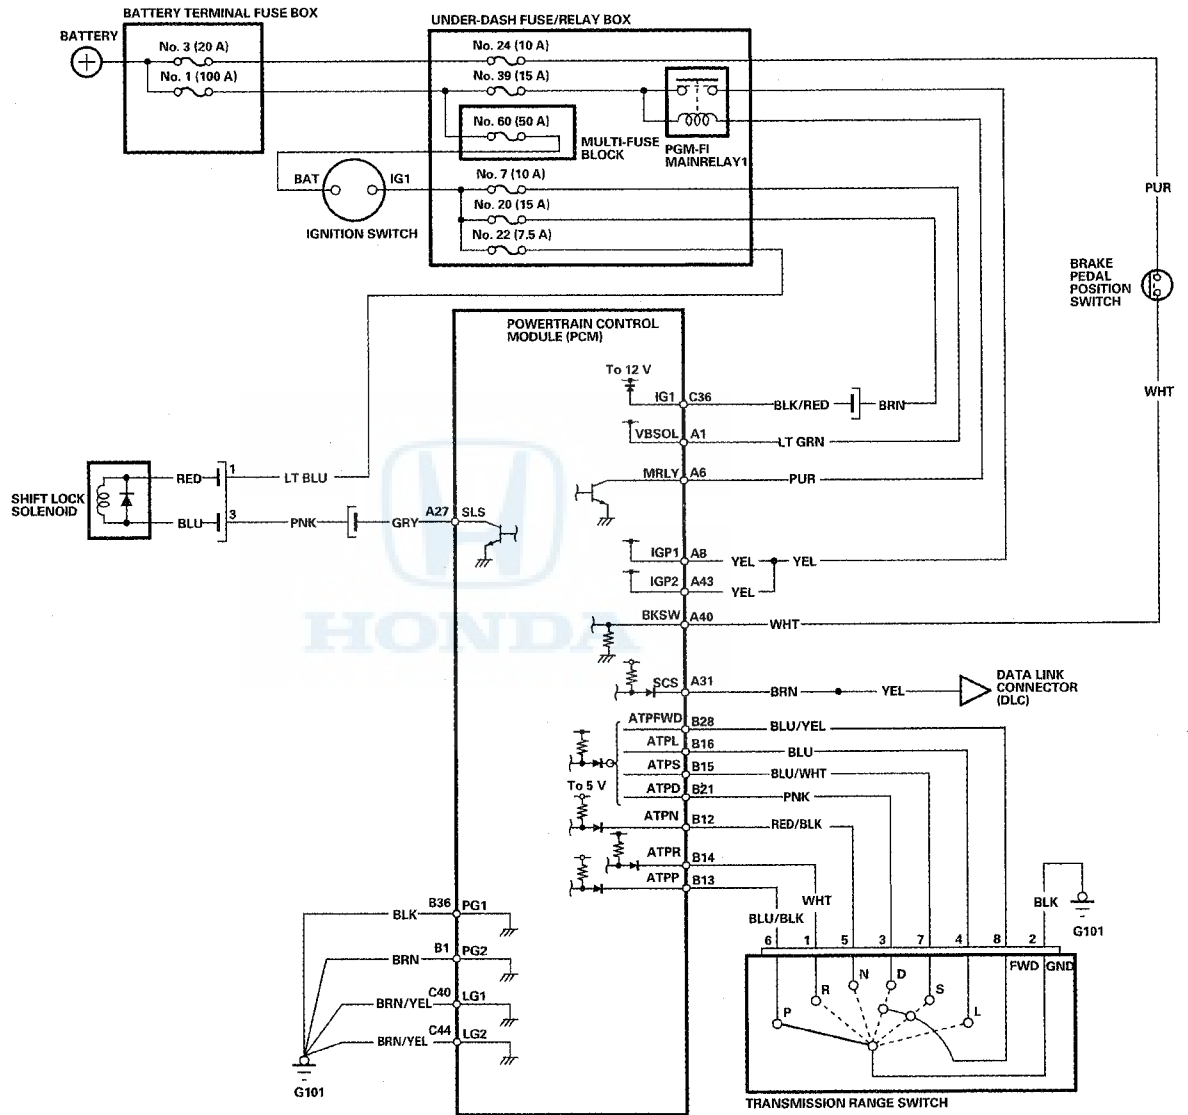 BATTERY TERMINAL FUSE BOX
UNDER-DASH FUSE/RELAY BOX
BATTERY
No. 3 (20 A)
No. 1 (100 A)
No. 24 (10 A)
No. 39 (15 A)
No. 60 (50 A)
MULTI-FUSE
BLOCK
PGM-FI
MAINRELAY1
BAT
IG1
IGNITION SWITCH
No. 7 (10 A)
No. 20 (15 A)
No. 22 (7.5 A)
PUR
BRAKE
PEDAL
POSITION
SWITCH
WHT
POWERTRAIN CONTROL
MODULE (PCM)
To 12 V
IG1 C36 BLK/RED BRN
VBSOL A1 LT GRN
MRLY A6 PUR
SHIFT LOCK
SOLENOID
RED 1 LT BLU
BLU 3 PNK GRY A27 SLS
IGP1 A8 YEL YEL
IGP2 A43 YEL
BKSW A40 WHT
HONDA
SCS A31 BRN YEL
DATA LINK
CONNECTOR
(DLC)
ATPFWD B28 BLU/YEL
ATPL B16 BLU
ATPS B15 BLU/WHT
To 5 V
ATPD B21 PNK
ATPN B12 RED/BLK
ATPR B14
ATPP B13
WHT
BLU/BLK
BLK
G101
BLK B36 PG1
BRN B1 PG2
BRN/YEL C40 LG1
BRN/YEL C44 LG2
G101
6 1 5 3 7 4 8 2
FWD GND
P R N D S L
TRANSMISSION RANGE SWITCH